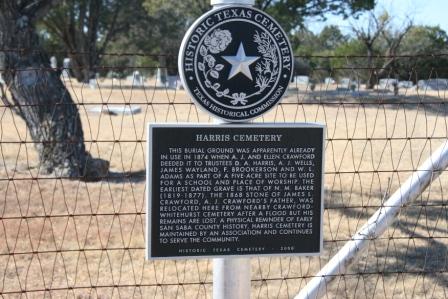 HISTORIC TEXAS CEMETERY
TEXAS HISTORICAL COMMISSION
HARRIS CEMETERY
THIS BURIAL GROUND WAS APPARENTLY ALREADY
IN USE IN 1874 WHEN A. J. AND ELLEN CRAWFORD
DEEDED IT TO TRUSTEES D. A. HARRIS, A. J. WELLS,
JAMES WAYLAND, F. BROOKERSON AND W. L.
ADAMS AS PART OF A FIVE-ACRE SITE TO BE USED
FOR A SCHOOL AND PLACE OF WORSHIP. THE
EARLIEST DATED GRAVE IS THAT OF N. M. BAKER
(1819-1877). THE 1868 STONE OF JAMES L.
CRAWFORD, A. J. CRAWFORD'S FATHER, WAS
RELOCATED HERE FROM NEARBY CRAWFORD-
WHITEHURST CEMETERY AFTER A FLOOD BUT HIS
REMAINS ARE LOST. A PHYSICAL REMINDER OF EARLY
SAN SABA COUNTY HISTORY, HARRIS CEMETERY IS
MAINTAINED BY AN ASSOCIATION AND CONTINUES
TO SERVE THE COMMUNITY.
HISTORIC TEXAS CEMETERY - 2000